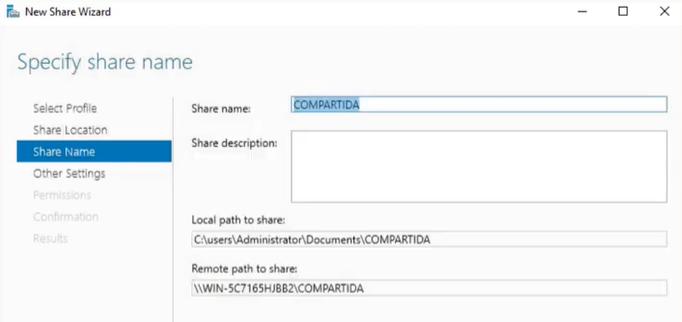 New Share Wizard
Specify share name
Select Profile
Share Location
Share Name
Other Settings
Permissions
Confirmation
Results
Share name:
COMPARTIDA
Share description:
Local path to share:
C:\users\Administrator\Documents\COMPARTIDA
Remote path to share:
\\WIN-5C7165HJBB2\COMPARTIDA